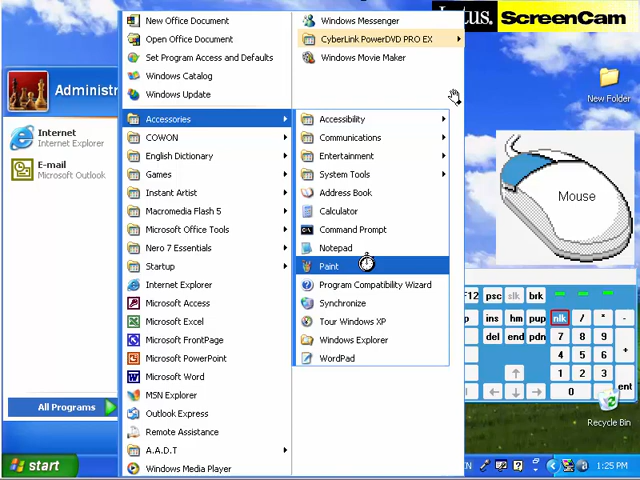 ScreenCam
New Office Document
Open Office Document
Set Program Access and Defaults
Windows Catalog
Windows Update
Windows Messenger
CyberLink PowerDVD PRO EX
Windows Movie Maker
New Folder
Internet
Internet Explorer
E-mail
Microsoft Outlook
Accessories
COWON
English Dictionary
Games
Instant Artist
Macromedia Flash 5
Microsoft Office Tools
Nero 7 Essentials
Startup
Internet Explorer
Microsoft Access
Microsoft Excel
Microsoft FrontPage
Microsoft PowerPoint
Microsoft Word
MSN Explorer
Outlook Express
Remote Assistance
A.A.D.T
Windows Media Player
Accessibility
Communications
Entertainment
System Tools
Address Book
Calculator
Command Prompt
Notepad
Paint
Program Compatibility Wizard
Synchronize
Tour Windows XP
Windows Explorer
WordPad
Mouse
F12 psc slk brk
ins hm pup nlk / * -
del end pdn 7 8 9 +
4 5 6
1 2 3
0 .
ent
Recycle Bin
All Programs
start
1:25 PM